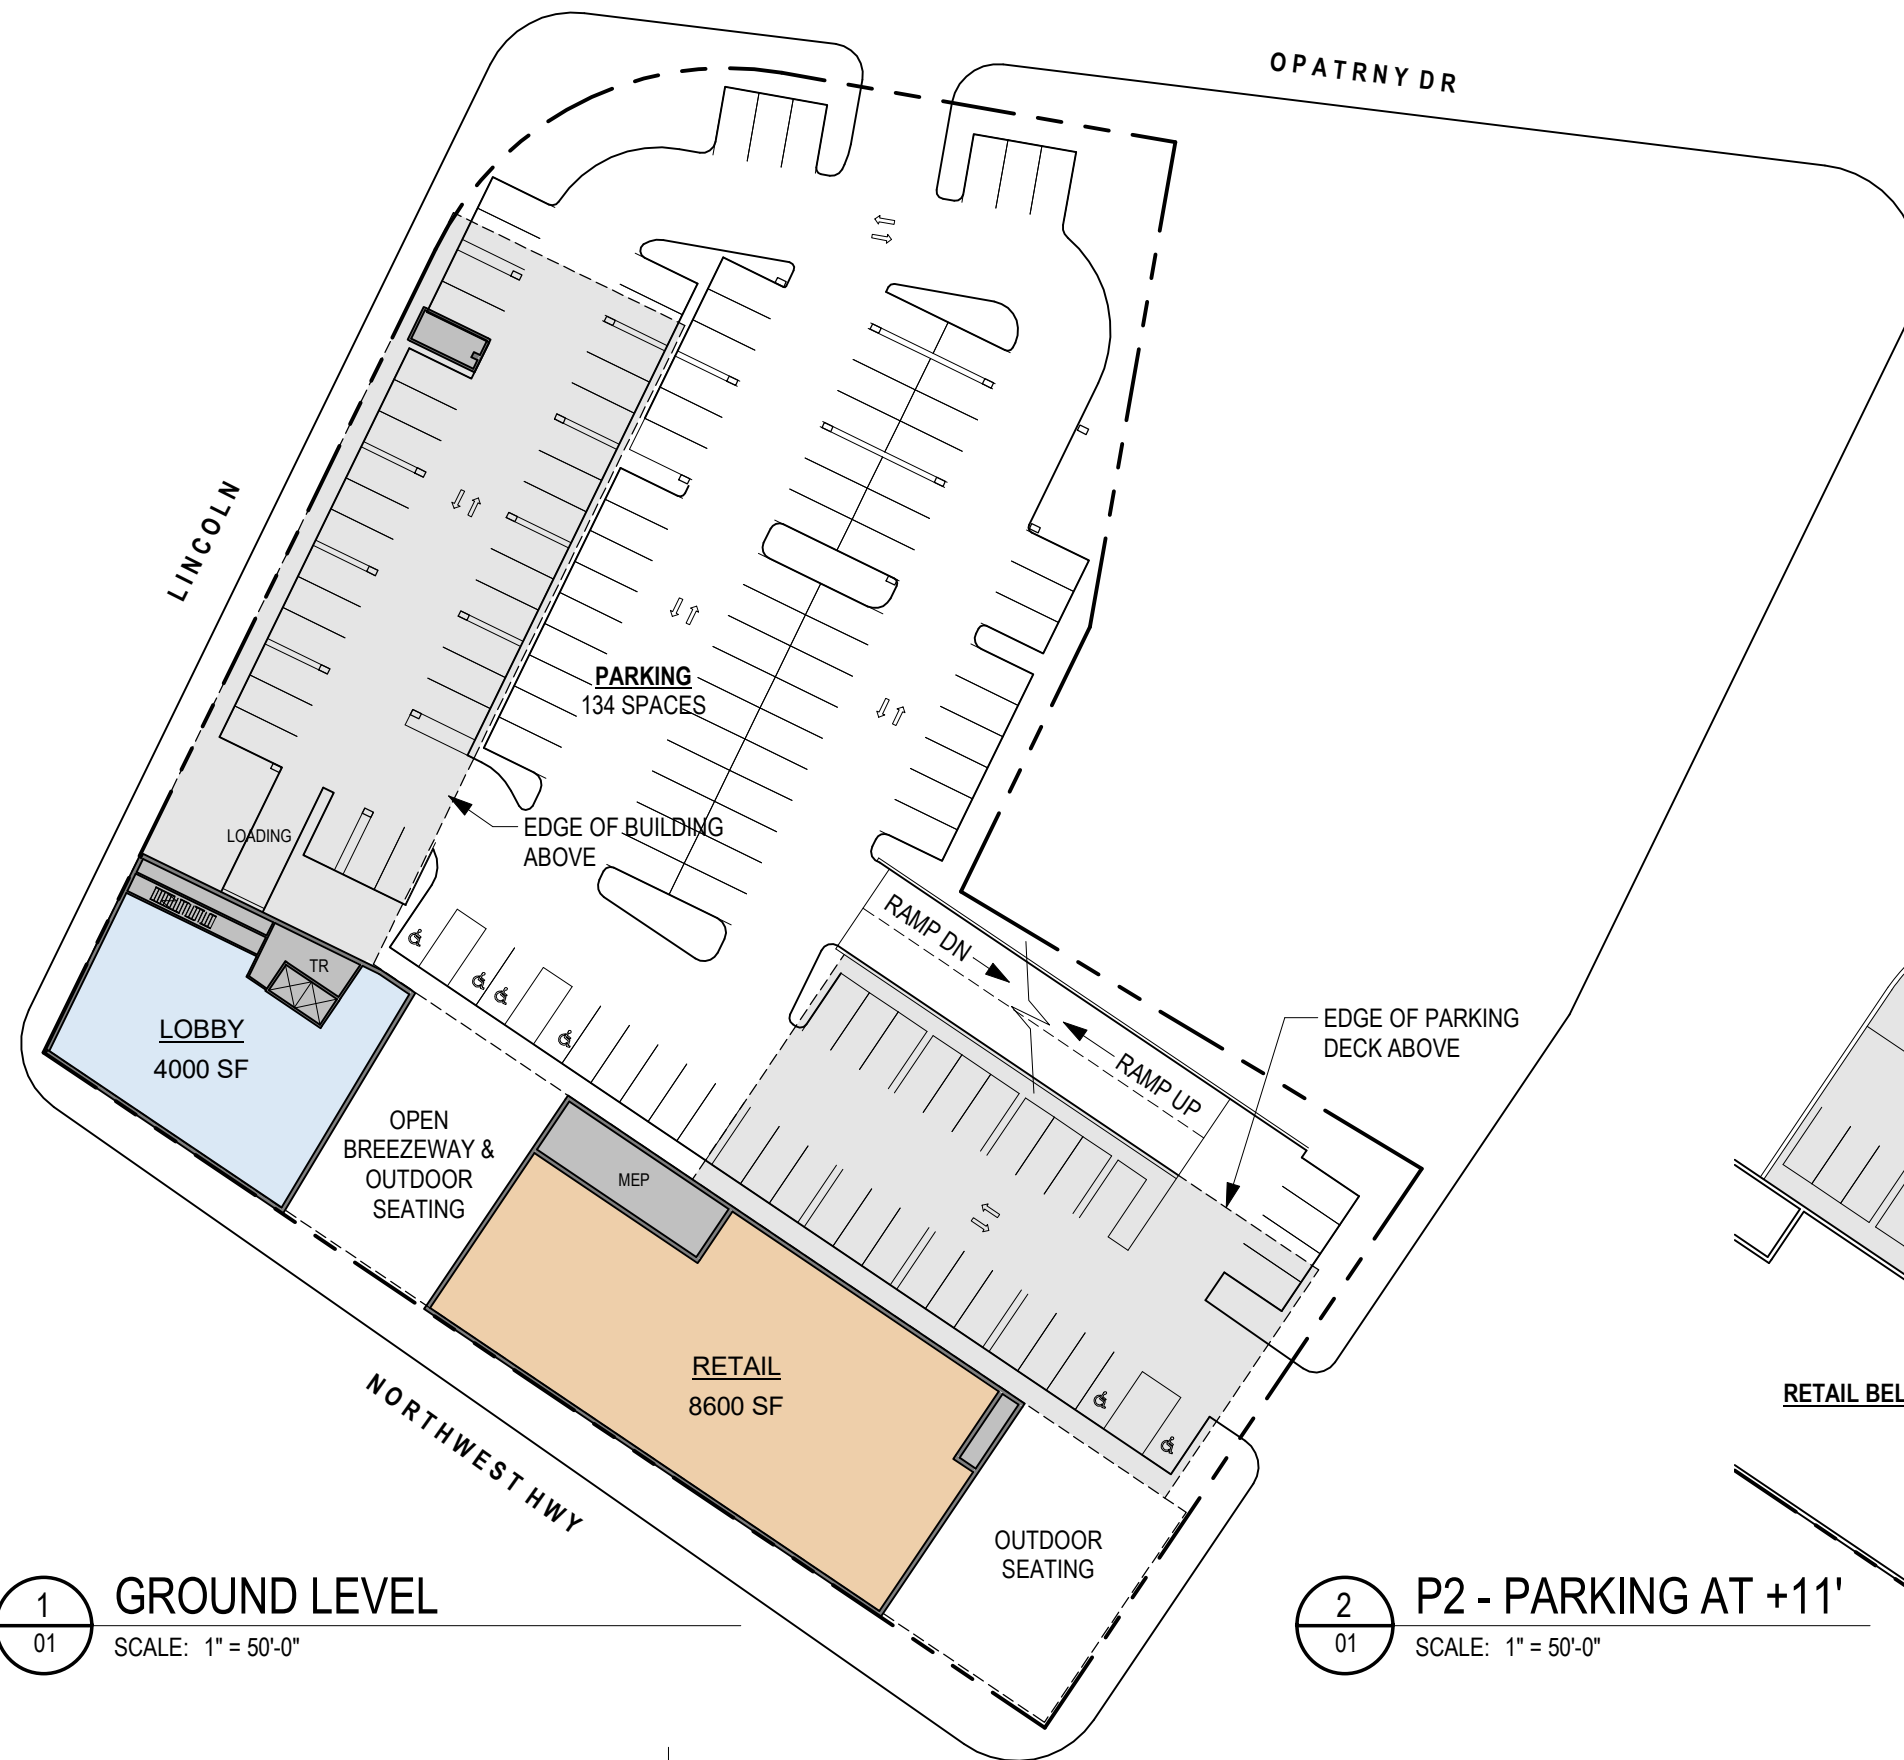 OPATRNY DR
LINCOLN
PARKING
134 SPACES
EDGE OF BUILDING
ABOVE
LOADING
RAMP DN
TR
LOBBY
4000 SF
EDGE OF PARKING
DECK ABOVE
RAMP UP
OPEN
BREEZEWAY &
OUTDOOR
SEATING
MEP
RETAIL
8600 SF
RETAIL BEL
NORTHWEST HWY
OUTDOOR
SEATING
1
01
GROUND LEVEL
SCALE: 1" = 50'-0"
2
01
P2 - PARKING AT +11'
SCALE: 1" = 50'-0"